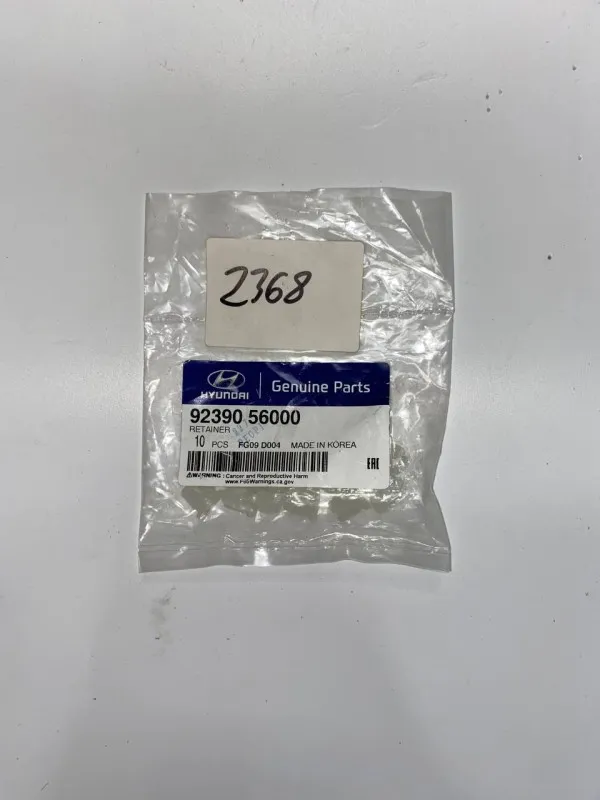 2368
HYUNDAI
Genuine Parts
92390 56000
RETAINER
10 PCS FG09 D004 MADE IN KOREA
EAC
WARNING : Cancer and Reproductive Harm
www.P65Warnings.ca.gov